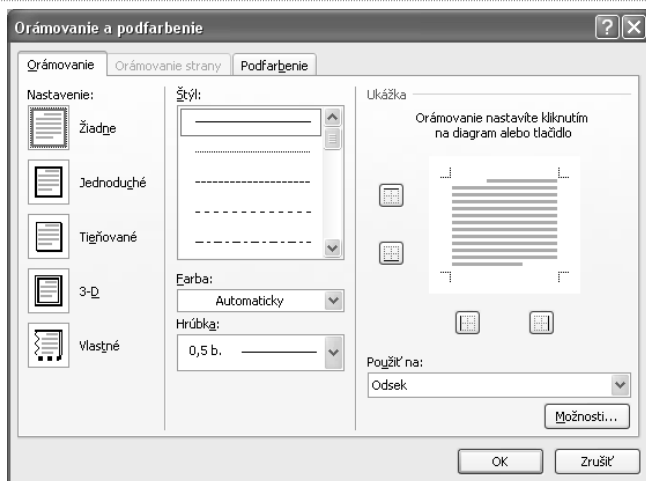 Orámovanie a podfarbenie
Orámovanie
Orámovanie strany
Podfarbenie
Nastavenie:
Žiadne
Jednoduché
Tieňované
3-D
Vlastné
Štýl:
Farba:
Automaticky
Hrúbka:
0,5 b.
Ukážka
Orámovanie nastavíte kliknutím
na diagram alebo tlačidlo
Použiť na:
Odsek
Možnosti...
OK
Zrušiť